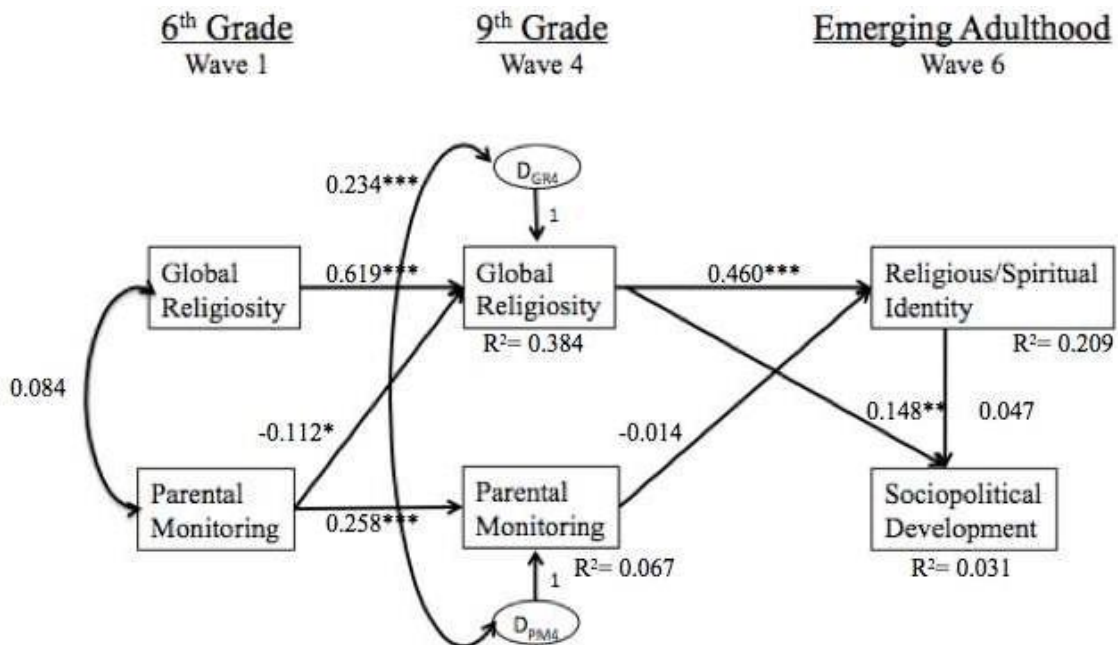 6th Grade
Wave 1
9th Grade
Wave 4
Emerging Adulthood
Wave 6
D_GR4
0.234***
1
Global
Religiosity
0.619***
Global
Religiosity
R²= 0.384
0.460***
Religious/Spiritual
Identity
R²= 0.209
0.084
-0.112*
-0.014
0.148**
0.047
Parental
Monitoring
0.258***
Parental
Monitoring
R²= 0.067
Sociopolitical
Development
R²= 0.031
1
D_PM4